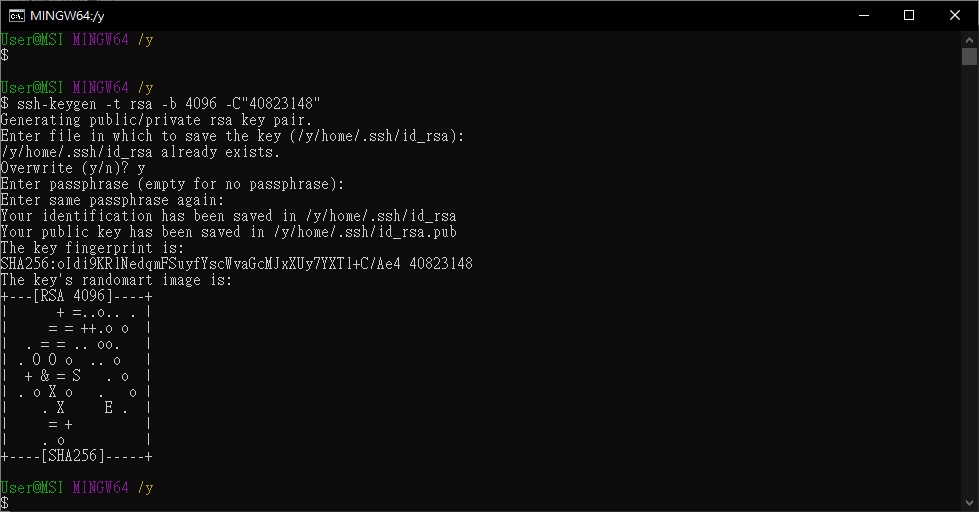 MINGW64:/y
User@MSI MINGW64 /y
$
User@MSI MINGW64 /y
$ ssh-keygen -t rsa -b 4096 -C"40823148"
Generating public/private rsa key pair.
Enter file in which to save the key (/y/home/.ssh/id_rsa):
/y/home/.ssh/id_rsa already exists.
Overwrite (y/n)? y
Enter passphrase (empty for no passphrase):
Enter same passphrase again:
Your identification has been saved in /y/home/.ssh/id_rsa
Your public key has been saved in /y/home/.ssh/id_rsa.pub
The key fingerprint is:
SHA256:oIdi9KRlNedqmFSuyfYscWvaGcMJxXUy7YXTl+C/Ae4 40823148
The key's randomart image is:
+---[RSA 4096]----+
|      + =..o.. . |
|     = = ++.o o  |
|  . = = .. oo.   |
| . O O o  .. o   |
|  + & = S   . o  |
| . o X o   .   o |
|    . X     E .  |
|     = +         |
|    . o          |
+----[SHA256]-----+
User@MSI MINGW64 /y
$